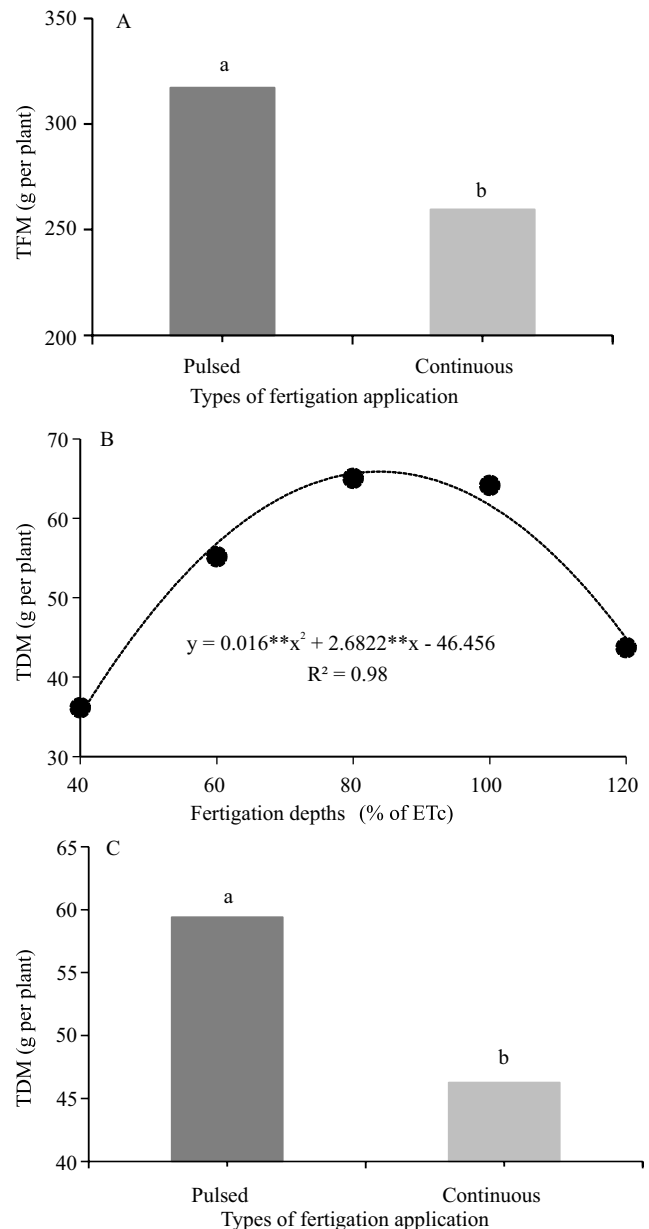 A
350
300
250
200
TFM (g per plant)
a
b
Pulsed Continuous
Types of fertigation application
B
70
60
50
40
30
TDM (g per plant)
y = 0.016**x² + 2.6822**x - 46.456
R² = 0.98
40 60 80 100 120
Fertigation depths (% of ETc)
C
65
60
55
50
45
40
TDM (g per plant)
a
b
Pulsed Continuous
Types of fertigation application